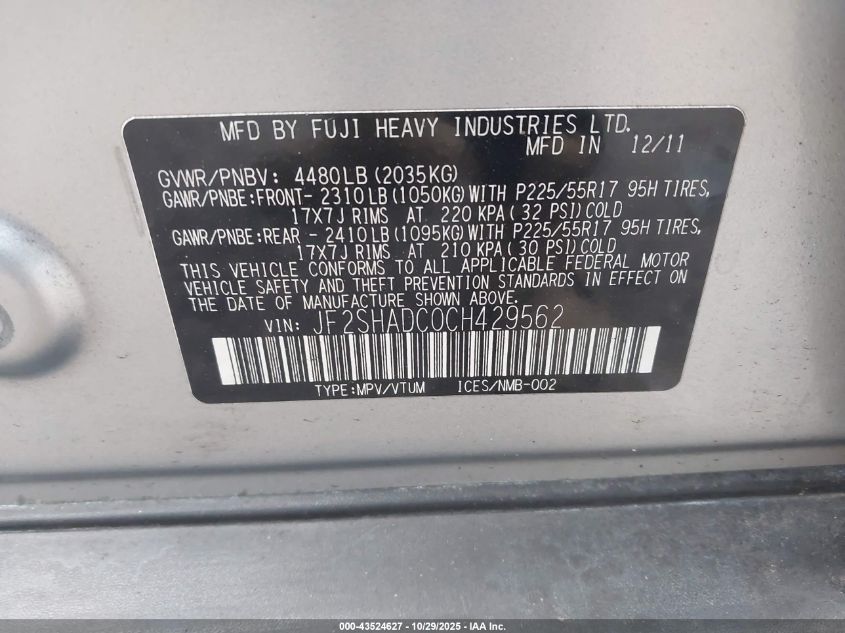 MFD BY FUJI HEAVY INDUSTRIES LTD.
MFD IN 12/11
GVWR/PNBV: 4480LB (2035KG)
GAWR/PNBE:FRONT- 2310LB (1050KG) WITH P225/55R17 95H TIRES,
17X7J RIMS AT 220 KPA ( 32 PSI) COLD
GAWR/PNBE:REAR - 2410LB (1095KG) WITH P225/55R17 95H TIRES,
17X7J RIMS AT 210 KPA ( 30 PSI) COLD
THIS VEHICLE CONFORMS TO ALL APPLICABLE FEDERAL MOTOR
VEHICLE SAFETY AND THEFT PREVENTION STANDARDS IN EFFECT ON
THE DATE OF MANUFACTURE SHOWN ABOVE.
VIN: JF2SHADC0CH429562
TYPE:MPV/VTUM ICES/NMB-002
000-43524627 - 10/29/2025 - IAA Inc.